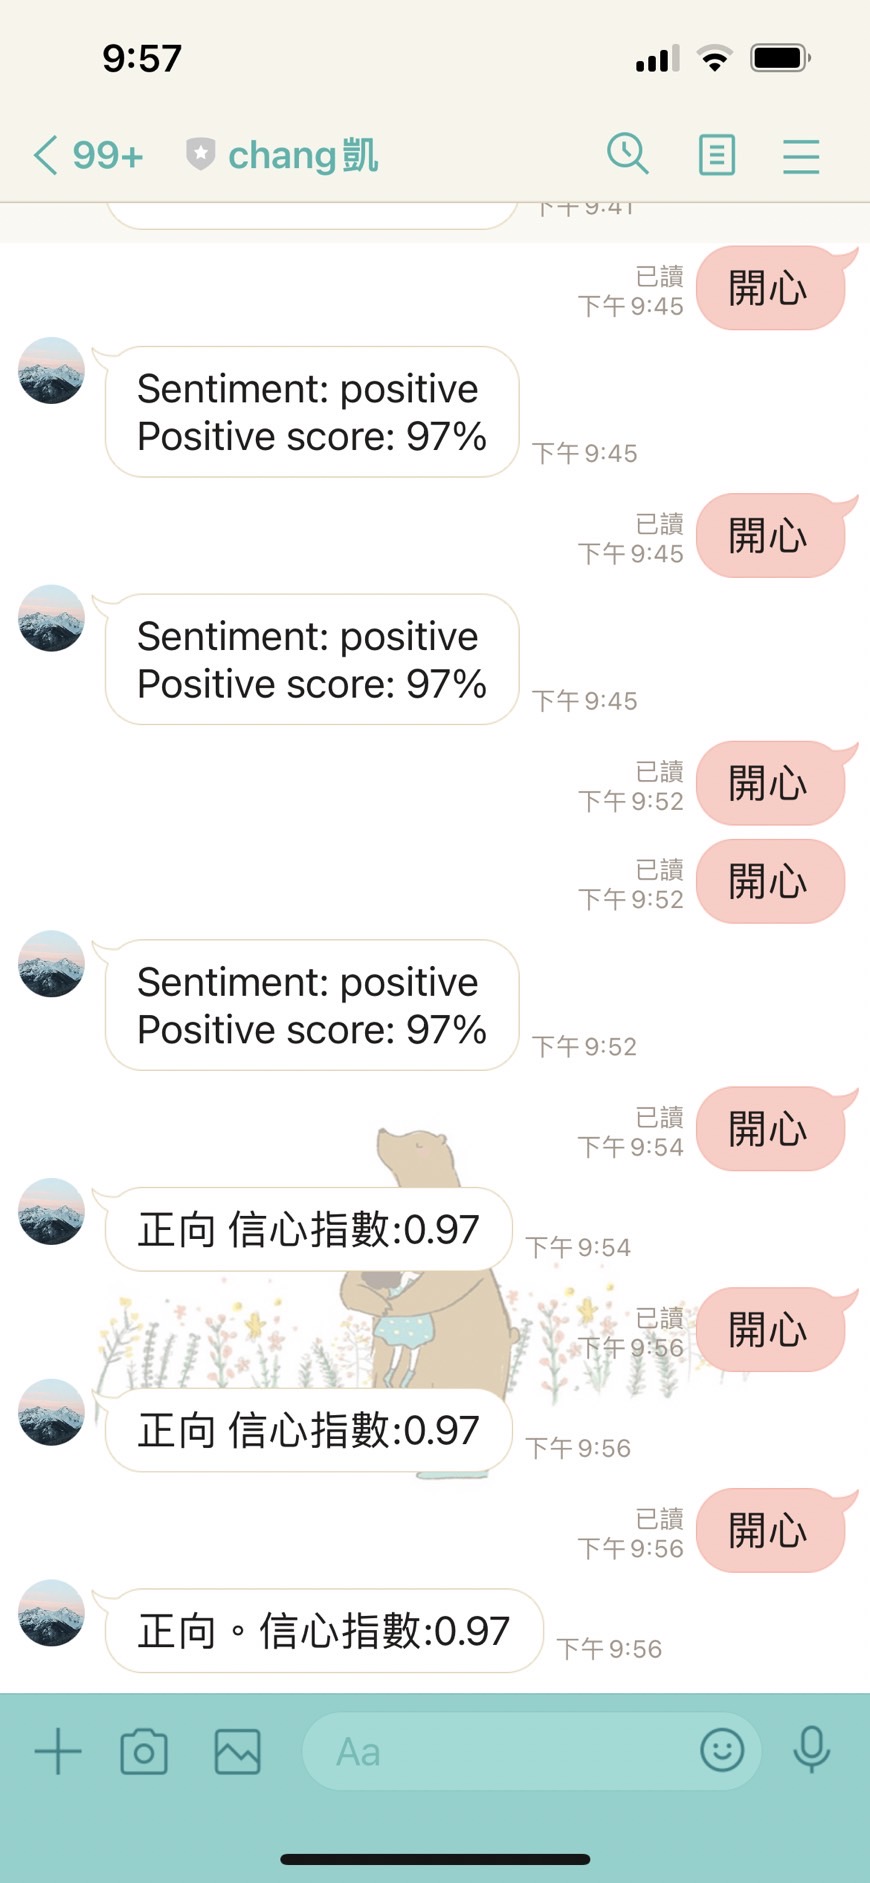 9:57
99+ chang凱
下午 9:41
已讀
下午 9:45
開心
Sentiment: positive
Positive score: 97%
下午 9:45
已讀
下午 9:45
開心
Sentiment: positive
Positive score: 97%
下午 9:45
已讀
下午 9:52
開心
已讀
下午 9:52
開心
Sentiment: positive
Positive score: 97%
下午 9:52
已讀
下午 9:54
開心
正向 信心指數:0.97
下午 9:54
已讀
下午 9:56
開心
正向 信心指數:0.97
下午 9:56
已讀
下午 9:56
開心
正向。信心指數:0.97
下午 9:56
Aa